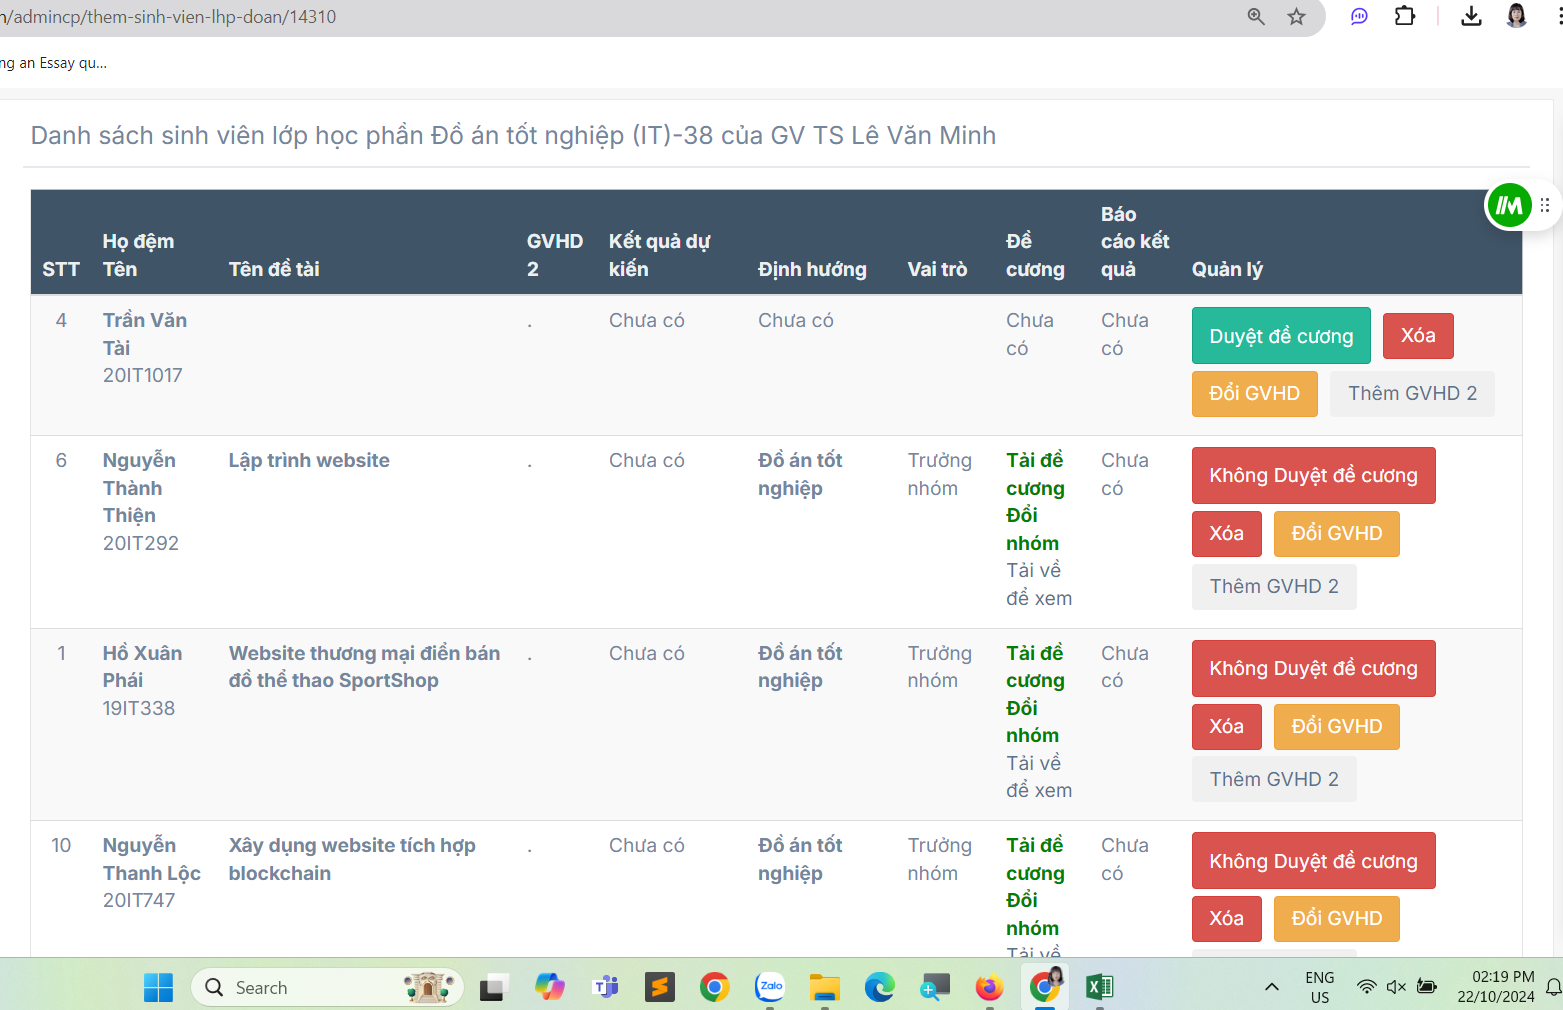 /admincp/them-sinh-vien-lhp-doan/14310
ng an Essay qu...
Danh sách sinh viên lớp học phần Đồ án tốt nghiệp (IT)-38 của GV TS Lê Văn Minh
STT
Họ đệm
Tên
Tên đề tài
GVHD
2
Kết quả dự
kiến
Định hướng
Vai trò
Đề
cương
Báo
cáo kết
quả
Quản lý
4
Trần Văn
Tài
20IT1017
.
Chưa có
Chưa có
Chưa
có
Chưa
có
Duyệt đề cương
Xóa
Đổi GVHD
Thêm GVHD 2
6
Nguyễn
Thành
Thiện
20IT292
Lập trình website
.
Chưa có
Đồ án tốt
nghiệp
Trưởng
nhóm
Tải đề
cương
Đổi
nhóm
Tải về
để xem
Chưa
có
Không Duyệt đề cương
Xóa
Đổi GVHD
Thêm GVHD 2
1
Hồ Xuân
Phái
19IT338
Website thương mại điển bán
đồ thể thao SportShop
.
Chưa có
Đồ án tốt
nghiệp
Trưởng
nhóm
Tải đề
cương
Đổi
nhóm
Tải về
để xem
Chưa
có
Không Duyệt đề cương
Xóa
Đổi GVHD
Thêm GVHD 2
10
Nguyễn
Thanh Lộc
20IT747
Xây dụng website tích hợp
blockchain
.
Chưa có
Đồ án tốt
nghiệp
Trưởng
nhóm
Tải đề
cương
Đổi
nhóm
Tải về
Chưa
có
Không Duyệt đề cương
Xóa
Đổi GVHD
Search
Zalo
ENG
US
02:19 PM
22/10/2024